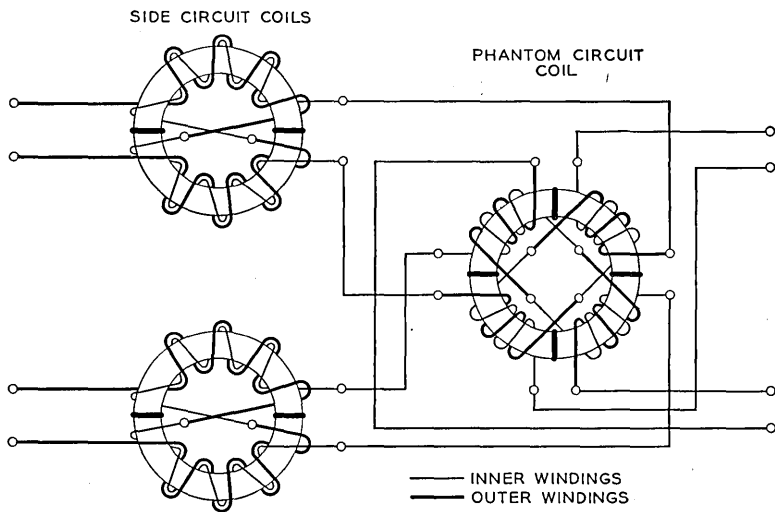 SIDE CIRCUIT COILS
PHANTOM CIRCUIT
COIL
INNER WINDINGS
OUTER WINDINGS